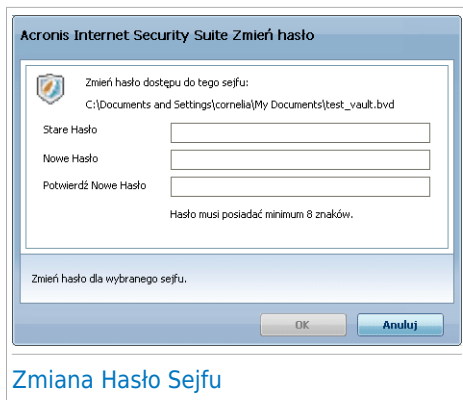 Acronis Internet Security Suite Zmień hasło
Zmień hasło dostępu do tego sejfu:
C:\Documents and Settings\cornelia\My Documents\test_vault.bvd
Stare Hasło
Nowe Hasło
Potwierdź Nowe Hasło
Hasło musi posiadać minimum 8 znaków.
Zmień hasło dla wybranego sejfu.
OK
Anuluj
Zmiana Hasło Sejfu